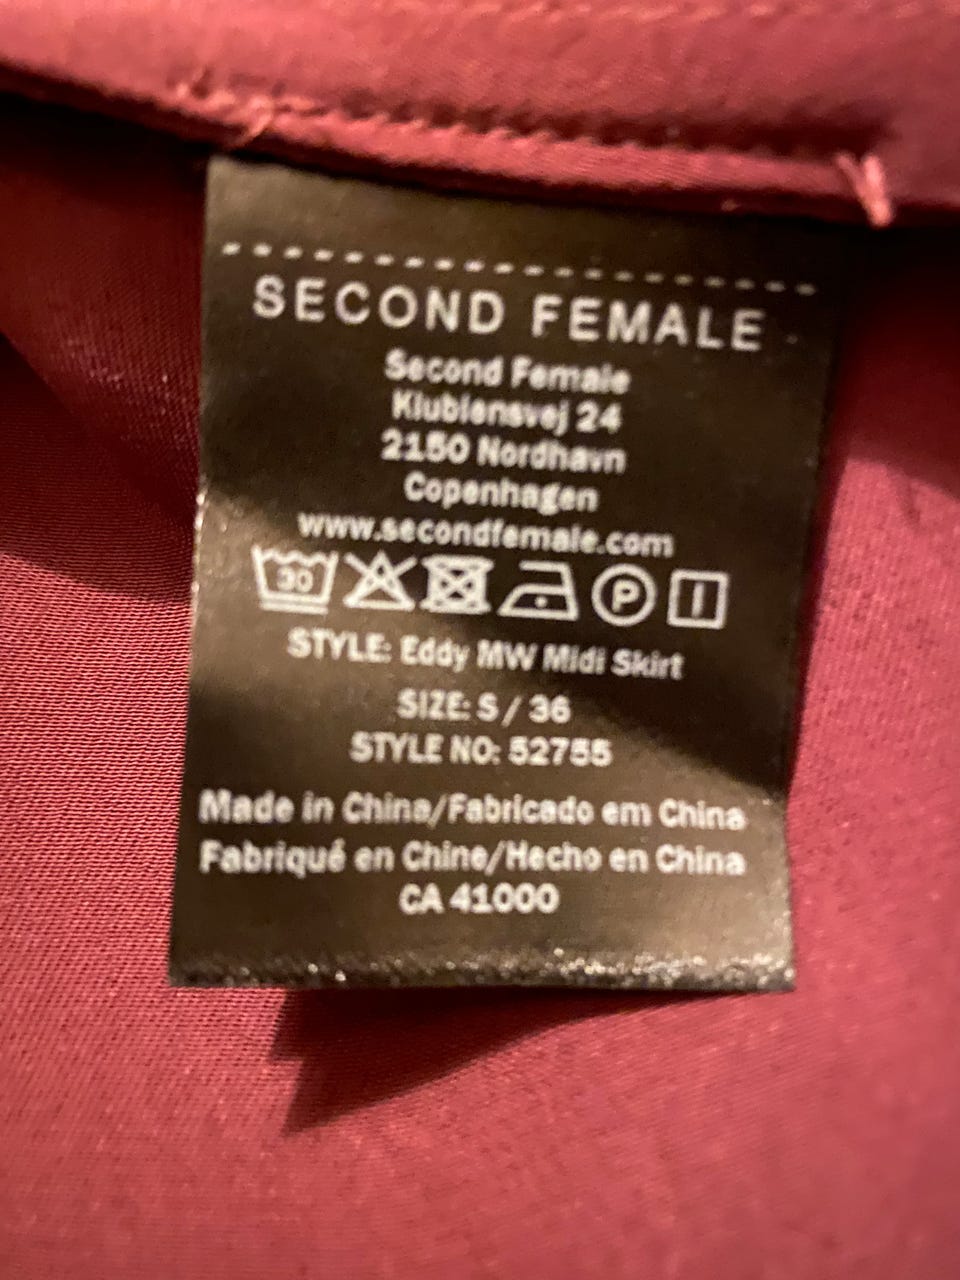 SECOND FEMALE
Second Female
Klubiensvej 24
2150 Nordhavn
Copenhagen
www.secondfemale.com
30 P
STYLE: Eddy MW Midi Skirt
SIZE: S / 36
STYLE NO: 52755
Made in China/Fabricado em China
Fabriqué en Chine/Hecho en China
CA 41000